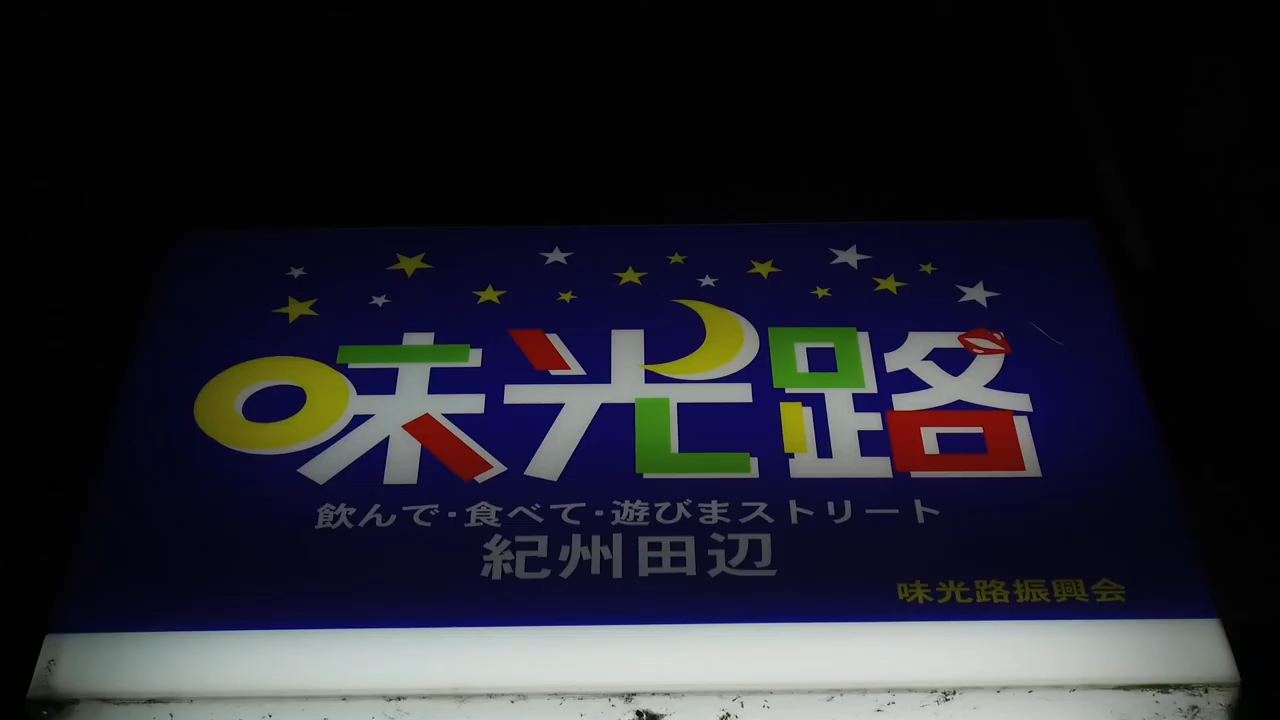 味光路
飲んで・食べて・遊びまストリート
紀州田辺
味光路振興会